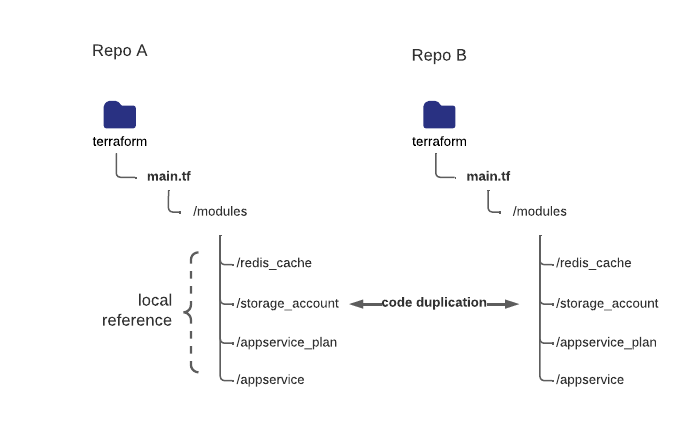 Repo A
Repo B
terraform
terraform
main.tf
main.tf
/modules
/modules
/redis_cache
/redis_cache
local
reference
/storage_account
code duplication
/storage_account
/appservice_plan
/appservice_plan
/appservice
/appservice